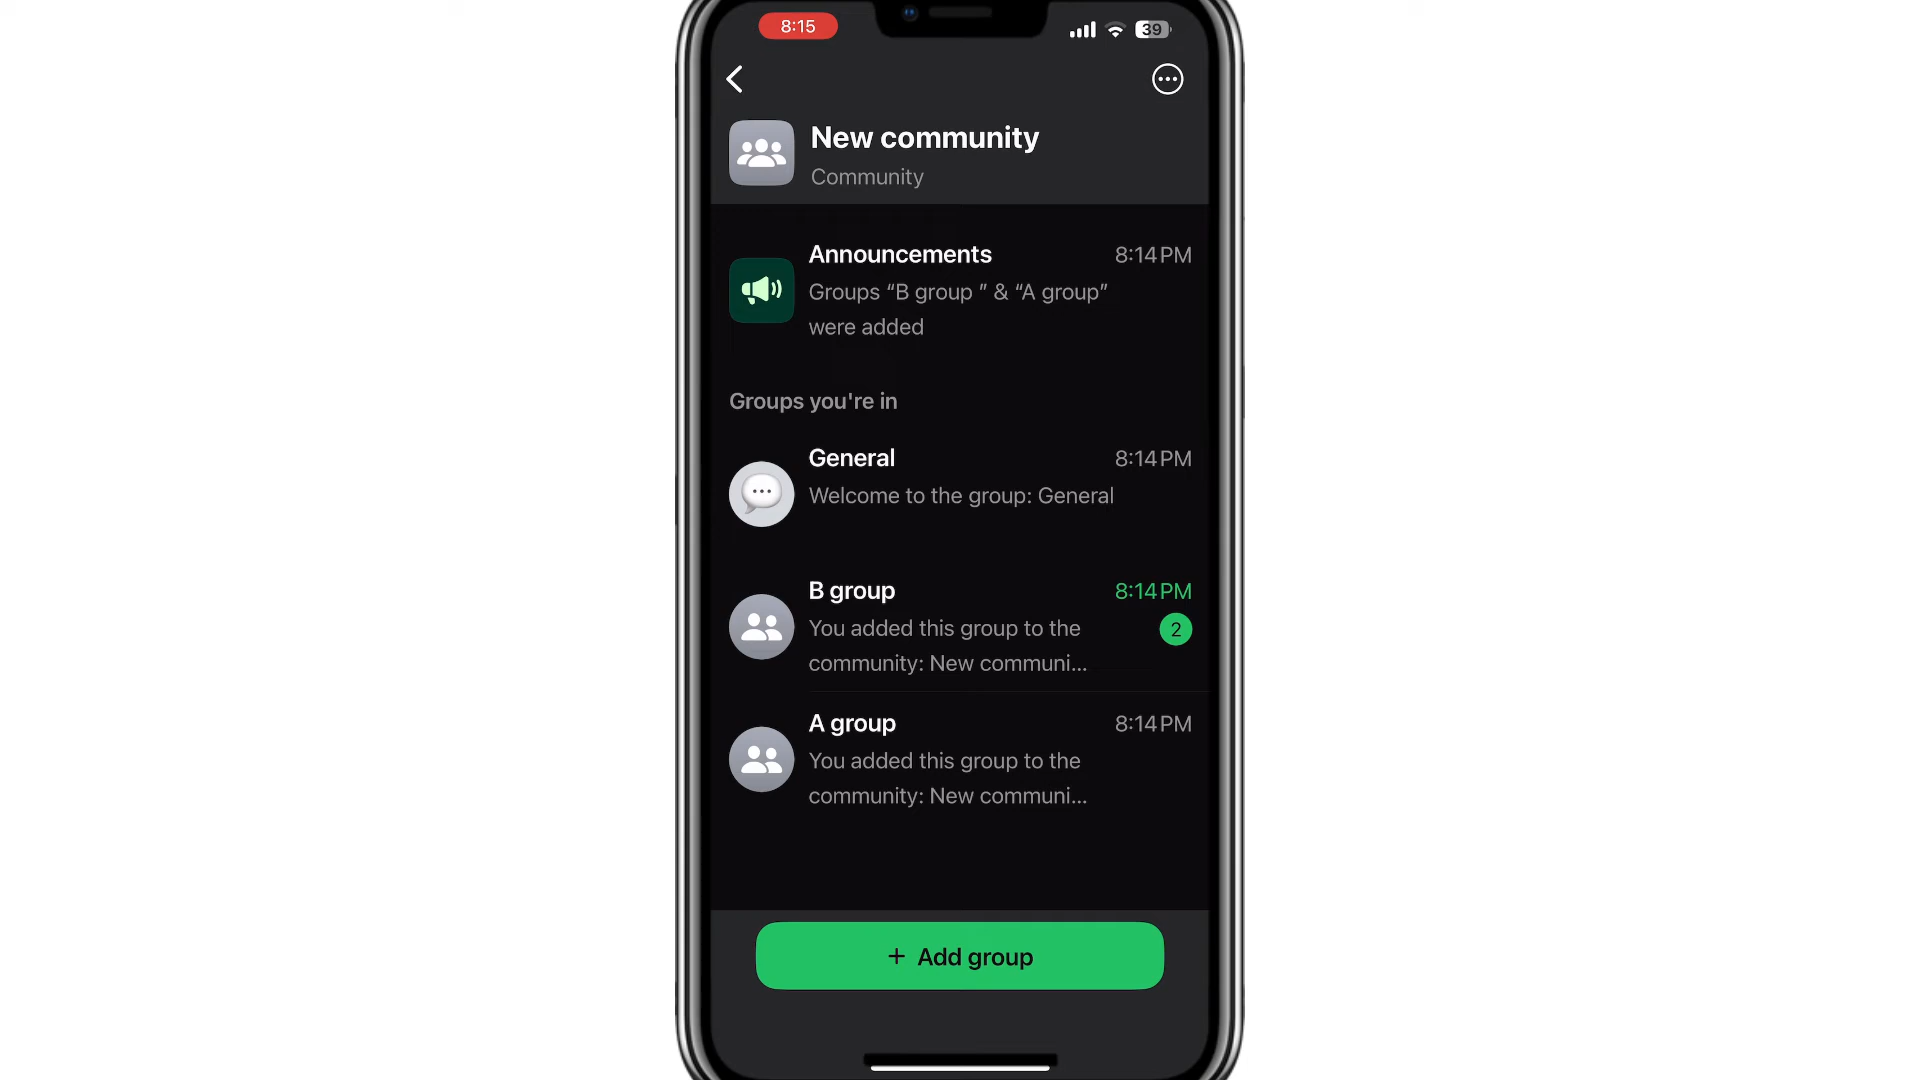 8:15
39
New community
Community
Announcements 8:14 PM
Groups “B group ” & “A group”
were added
Groups you're in
General 8:14 PM
Welcome to the group: General
B group 8:14 PM
You added this group to the 2
community: New communi...
A group 8:14 PM
You added this group to the
community: New communi...
+ Add group